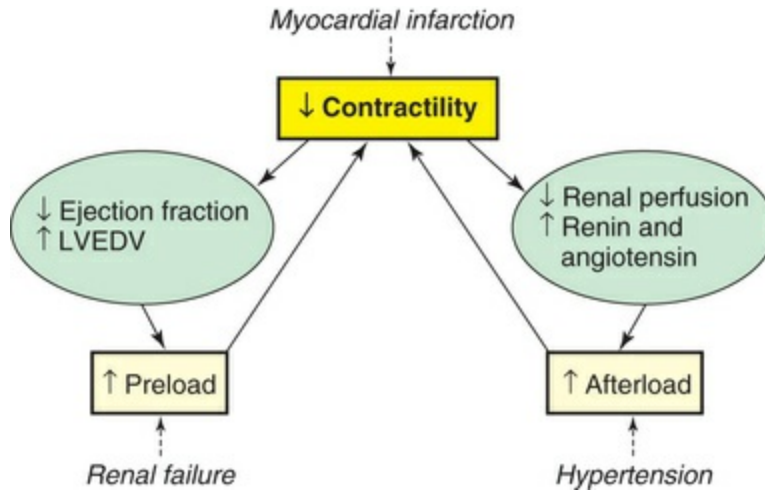 Myocardial infarction
↓ Contractility
↓ Ejection fraction
↑ LVEDV
↓ Renal perfusion
↑ Renin and
angiotensin
↑ Preload
↑ Afterload
Renal failure
Hypertension